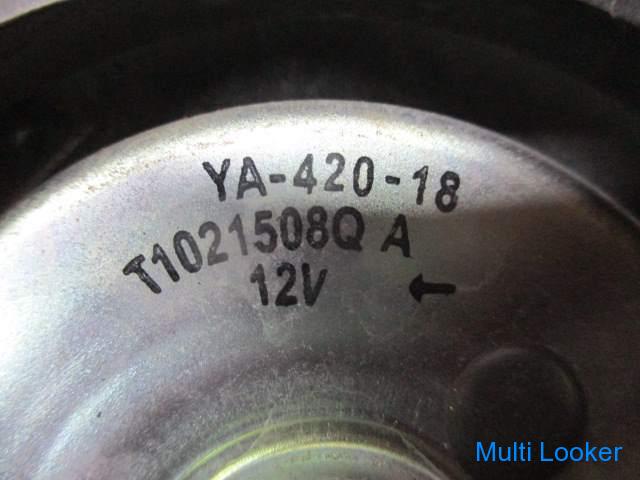 YA-420-18
T1021508Q A
12V ←
Multi Looker